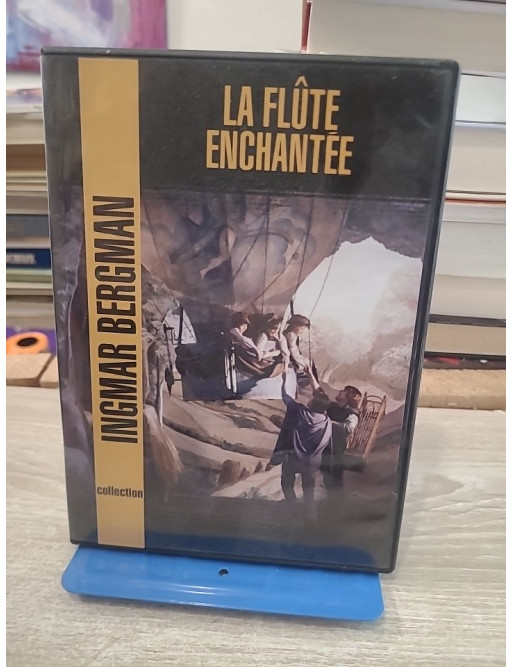 LA FLÛTE
ENCHANTÉE
INGMAR BERGMAN
collection